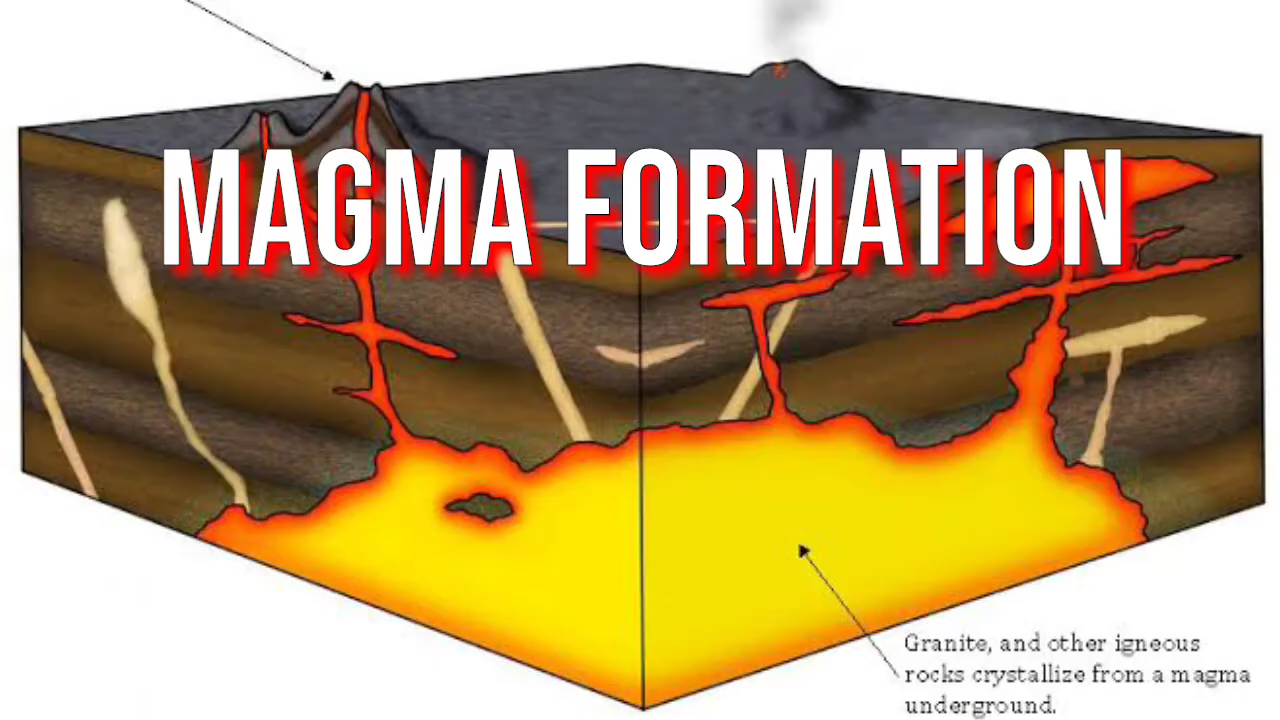 MAGMA FORMATION
Granite, and other igneous
rocks crystallize from a magma
underground.